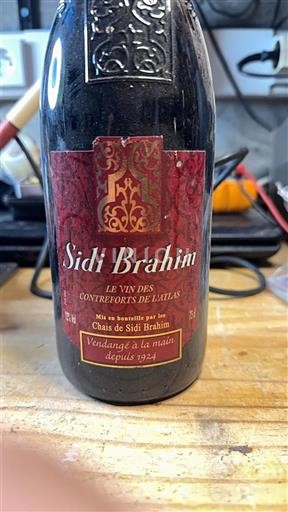 Sidi Brahim
LE VIN DES
CONTREFORTS DE L'ATLAS
Mis en bouteille par les
Chais de Sidi Brahim
Vendangé à la main
depuis 1924